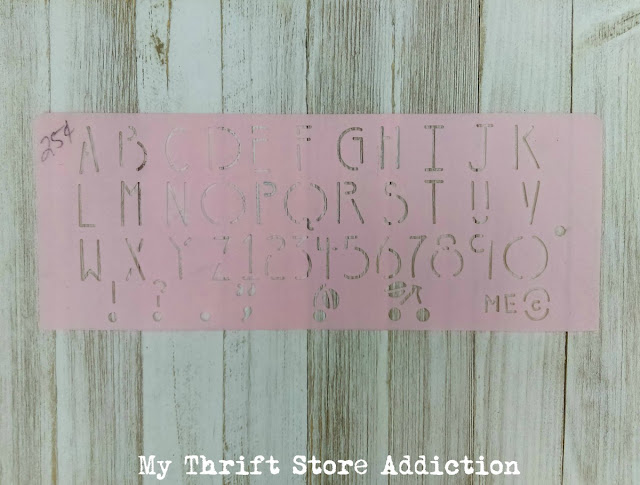 25¢
A B C D E F G H I J K
L M N O P Q R S T U V
W X Y Z 1 2 3 4 5 6 7 8 9 0
! ? . "
ME ©
My Thrift Store Addiction